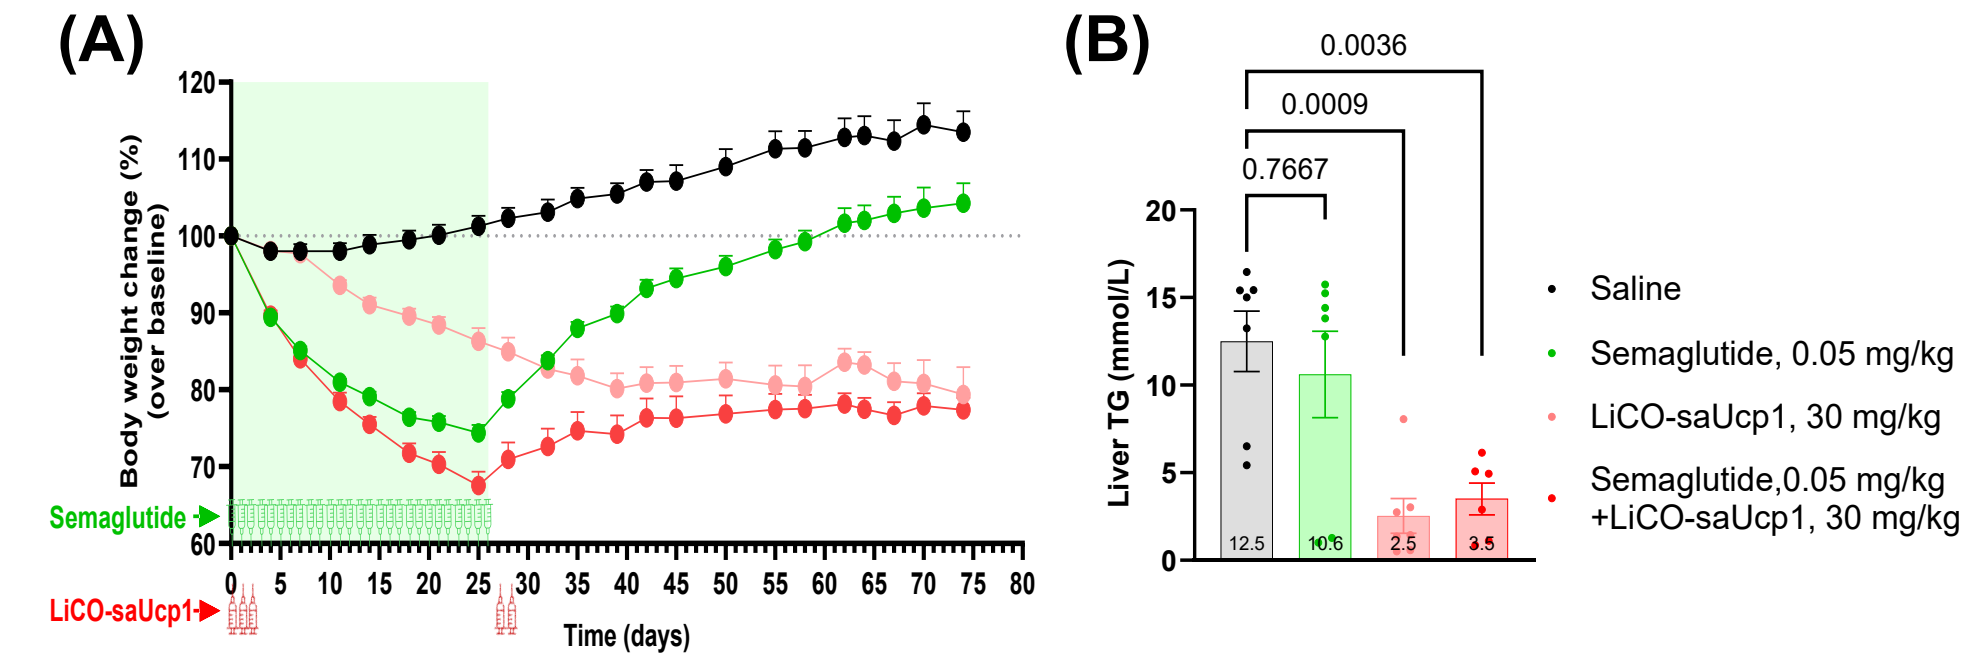 (A)
120
110
100
90
80
70
60
Body weight change (%)
(over baseline)
Semaglutide
LiCO-saUcp1
0 5 10 15 20 25 30 35 40 45 50 55 60 65 70 75 80
Time (days)
(B)
0.0036
0.0009
0.7667
20
15
10
5
0
Liver TG (mmol/L)
12.5 10.6 2.5 3.5
Saline
Semaglutide, 0.05 mg/kg
LiCO-saUcp1, 30 mg/kg
Semaglutide,0.05 mg/kg
+LiCO-saUcp1, 30 mg/kg